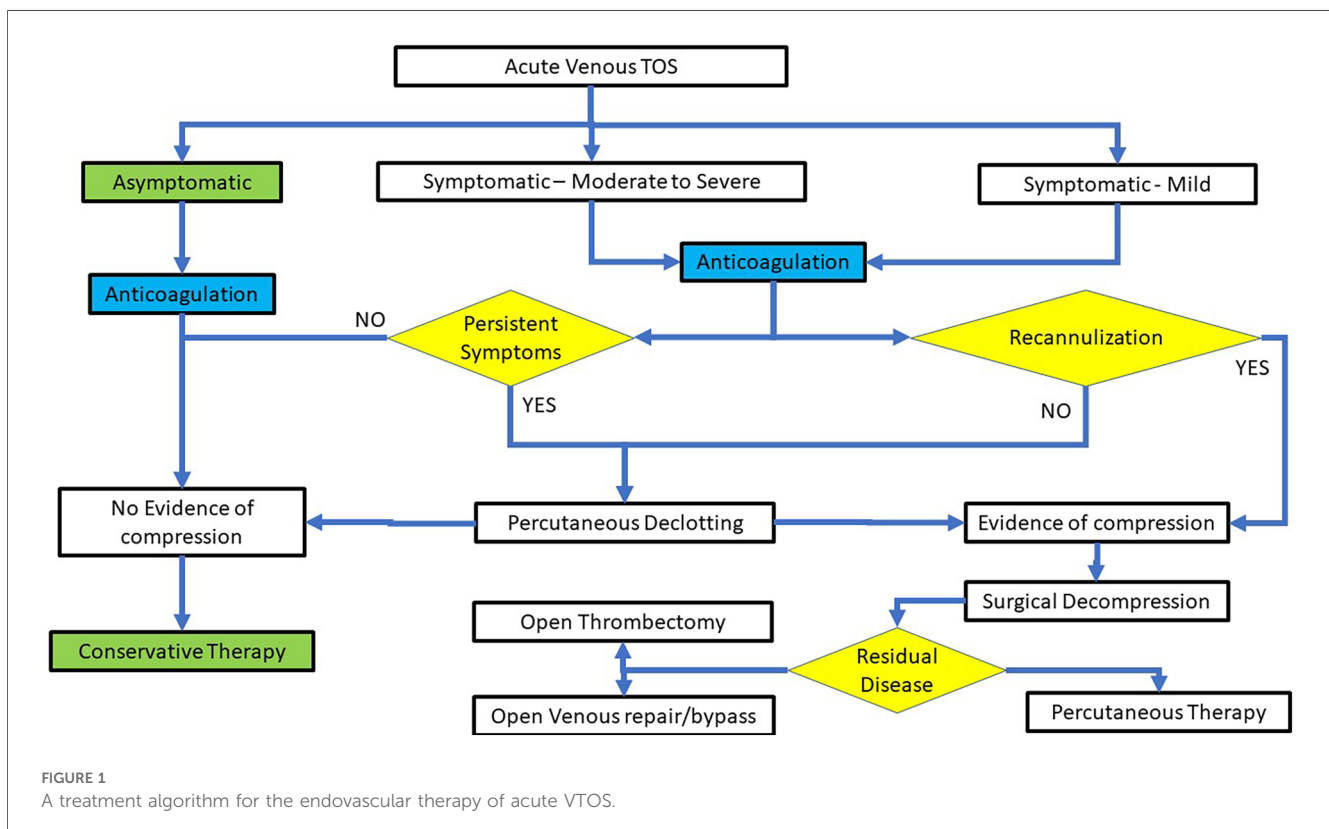 Acute Venous TOS
Asymptomatic
Symptomatic – Moderate to Severe
Symptomatic - Mild
Anticoagulation
Anticoagulation
NO
Persistent
Symptoms
Recannulization
YES
YES
NO
No Evidence of
compression
Percutaneous Declotting
Evidence of compression
Surgical Decompression
Open Thrombectomy
Conservative Therapy
Residual
Disease
Open Venous repair/bypass
Percutaneous Therapy
FIGURE 1
A treatment algorithm for the endovascular therapy of acute VTOS.